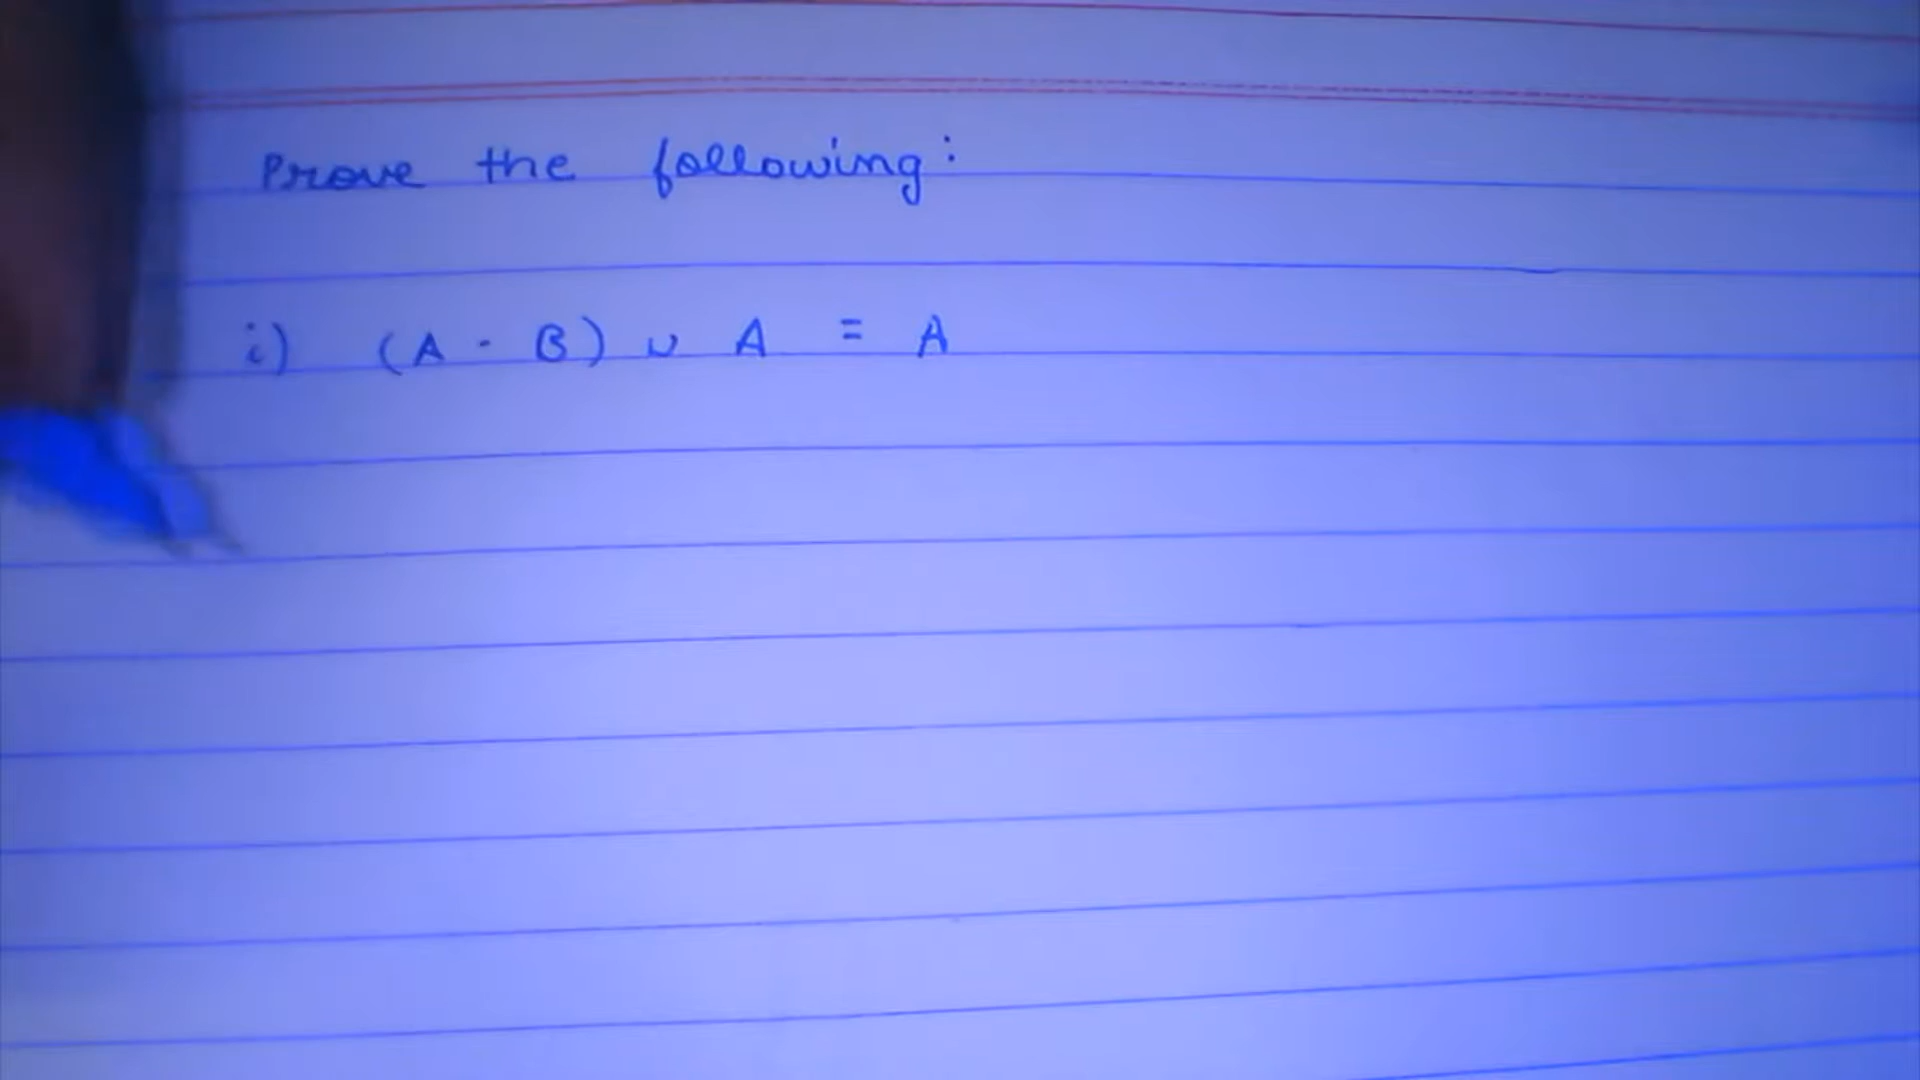 Prove the following:
i) (A - B) ∪ A = A